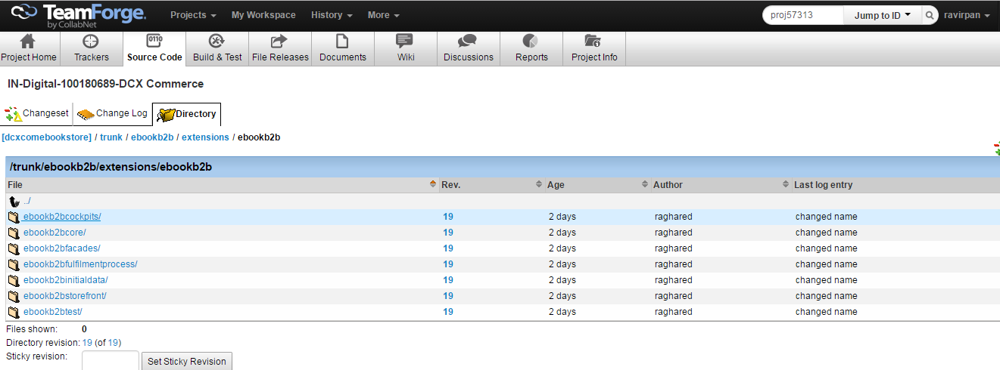 TeamForge. Projects My Workspace History More proj57313 Jump to ID ravirpan
by CollabNet
0110
Project Home Trackers Source Code Build & Test File Releases Documents Wiki Discussions Reports Project Info
IN-Digital-100180689-DCX Commerce
Changeset Change Log Directory
[dcxcomebookstore] / trunk / ebookb2b / extensions / ebookb2b
/trunk/ebookb2b/extensions/ebookb2b
File Rev. Age Author Last log entry
../
ebookb2bcockpits/ 19 2 days raghared changed name
ebookb2bcore/ 19 2 days raghared changed name
ebookb2bfacades/ 19 2 days raghared changed name
ebookb2bfulfilmentprocess/ 19 2 days raghared changed name
ebookb2binitialdata/ 19 2 days raghared changed name
ebookb2bstorefront/ 19 2 days raghared changed name
ebookb2btest/ 19 2 days raghared changed name
Files shown: 0
Directory revision: 19 (of 19)
Sticky revision: Set Sticky Revision